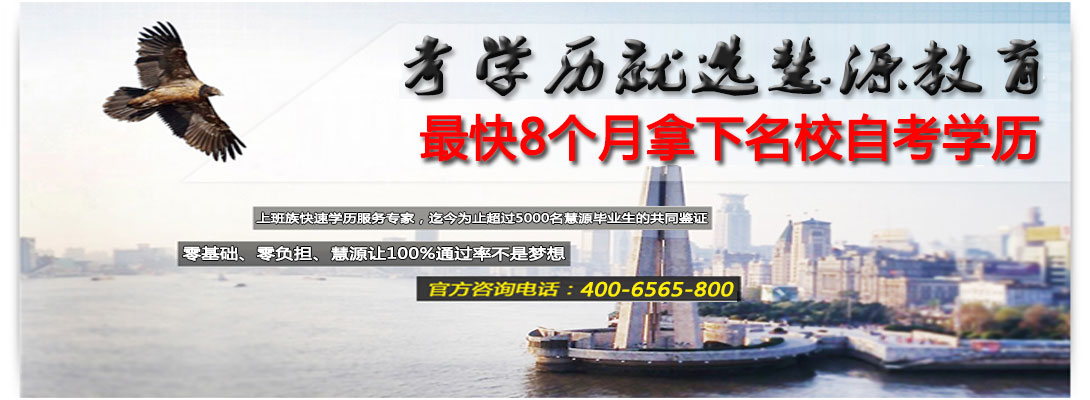 考学历就选慧源教育
最快8个月拿下名校自考学历
上班族快速学历服务专家，迄今为止超过5000名慧源毕业生的共同鉴证
零基础、零负担、慧源让100%通过率不是梦想
官方咨询电话：400-6565-800